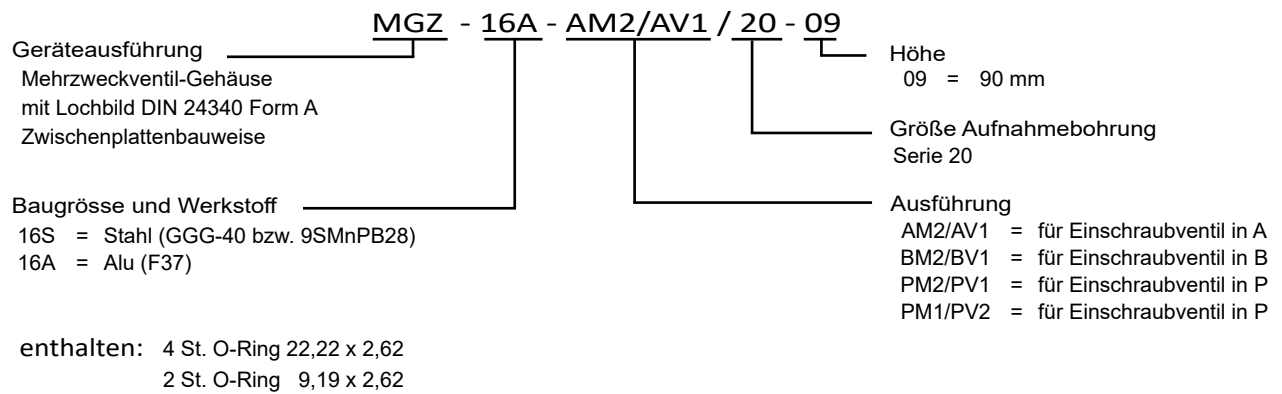 MGZ - 16A - AM2/AV1 / 20 - 09
Geräteausführung
Mehrzweckventil-Gehäuse
mit Lochbild DIN 24340 Form A
Zwischenplattenbauweise
Baugrösse und Werkstoff
16S = Stahl (GGG-40 bzw. 9SMnPB28)
16A = Alu (F37)
enthalten: 4 St. O-Ring 22,22 x 2,62
2 St. O-Ring 9,19 x 2,62
Höhe
09 = 90 mm
Größe Aufnahmebohrung
Serie 20
Ausführung
AM2/AV1 = für Einschraubventil in A
BM2/BV1 = für Einschraubventil in B
PM2/PV1 = für Einschraubventil in P
PM1/PV2 = für Einschraubventil in P